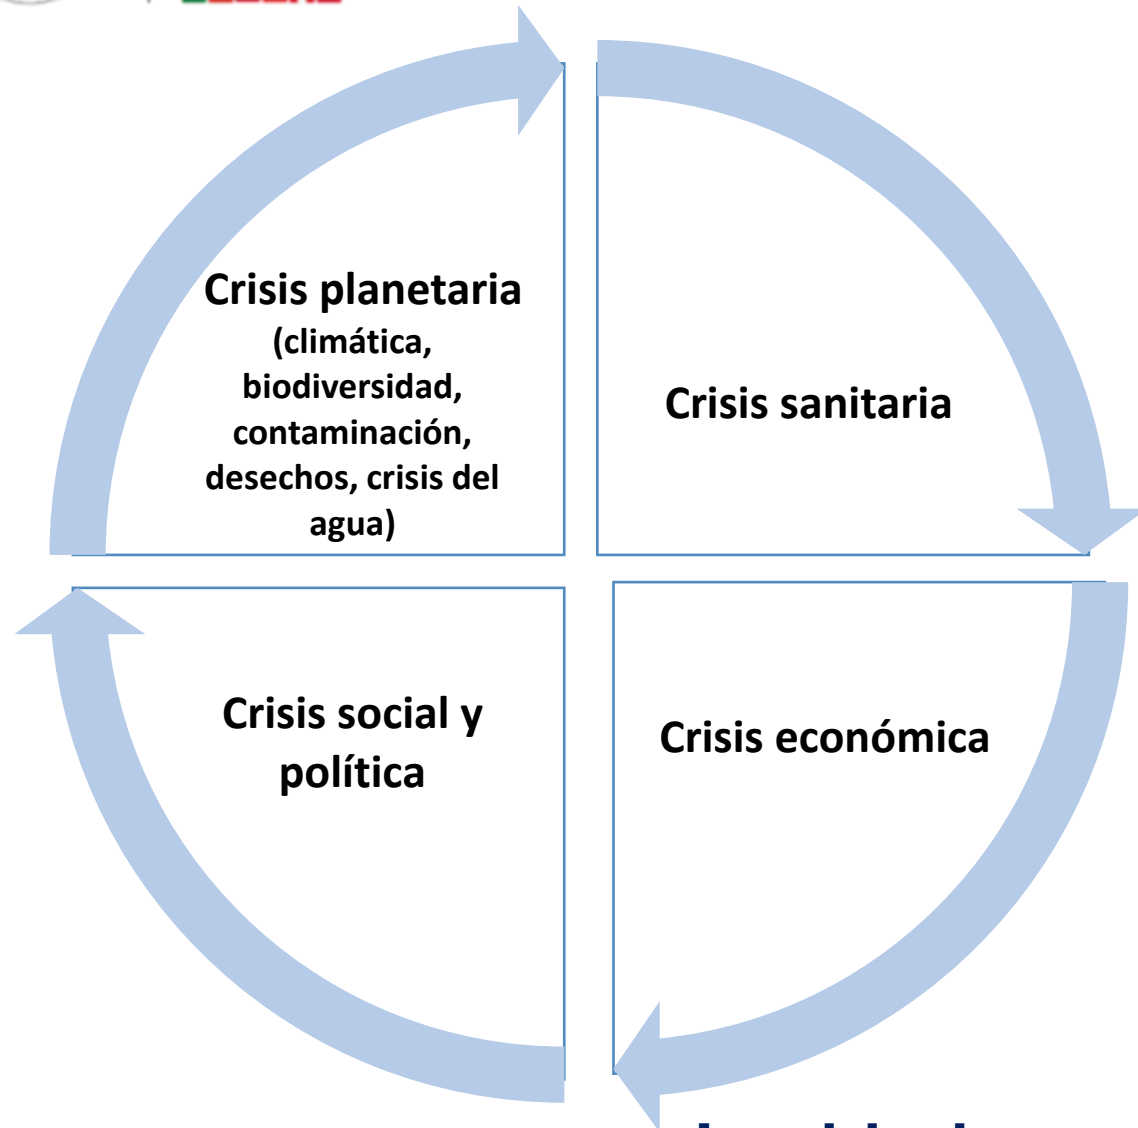 Crisis planetaria
(climática,
biodiversidad,
contaminación,
desechos, crisis del
agua)
Crisis sanitaria
Crisis social y
política
Crisis económica